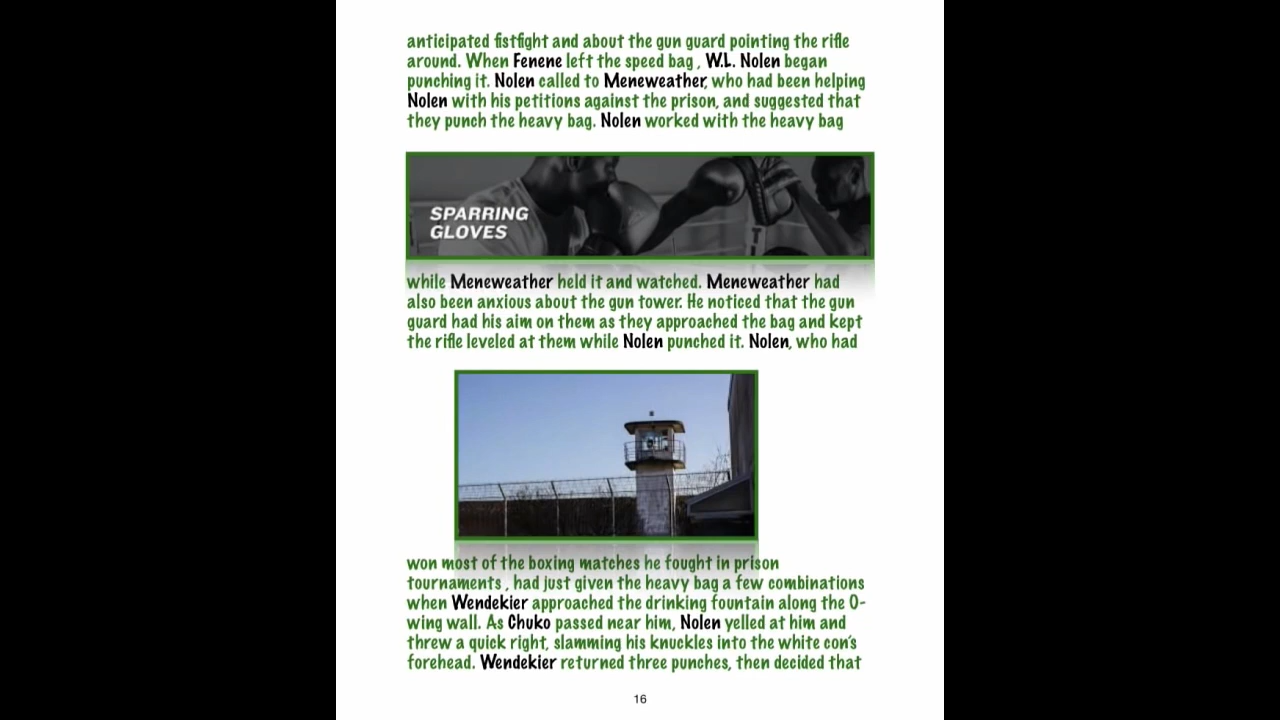 anticipated fistfight and about the gun guard pointing the rifle
around. When Fenene left the speed bag , W.L. Nolen began
punching it. Nolen called to Meneweather, who had been helping
Nolen with his petitions against the prison, and suggested that
they punch the heavy bag. Nolen worked with the heavy bag
SPARRING
GLOVES
while Meneweather held it and watched. Meneweather had
also been anxious about the gun tower. He noticed that the gun
guard had his aim on them as they approached the bag and kept
the rifle leveled at them while Nolen punched it. Nolen, who had
won most of the boxing matches he fought in prison
tournaments , had just given the heavy bag a few combinations
when Wendekier approached the drinking fountain along the O-
wing wall. As Chuko passed near him, Nolen yelled at him and
threw a quick right, slamming his knuckles into the white con's
forehead. Wendekier returned three punches, then decided that
16